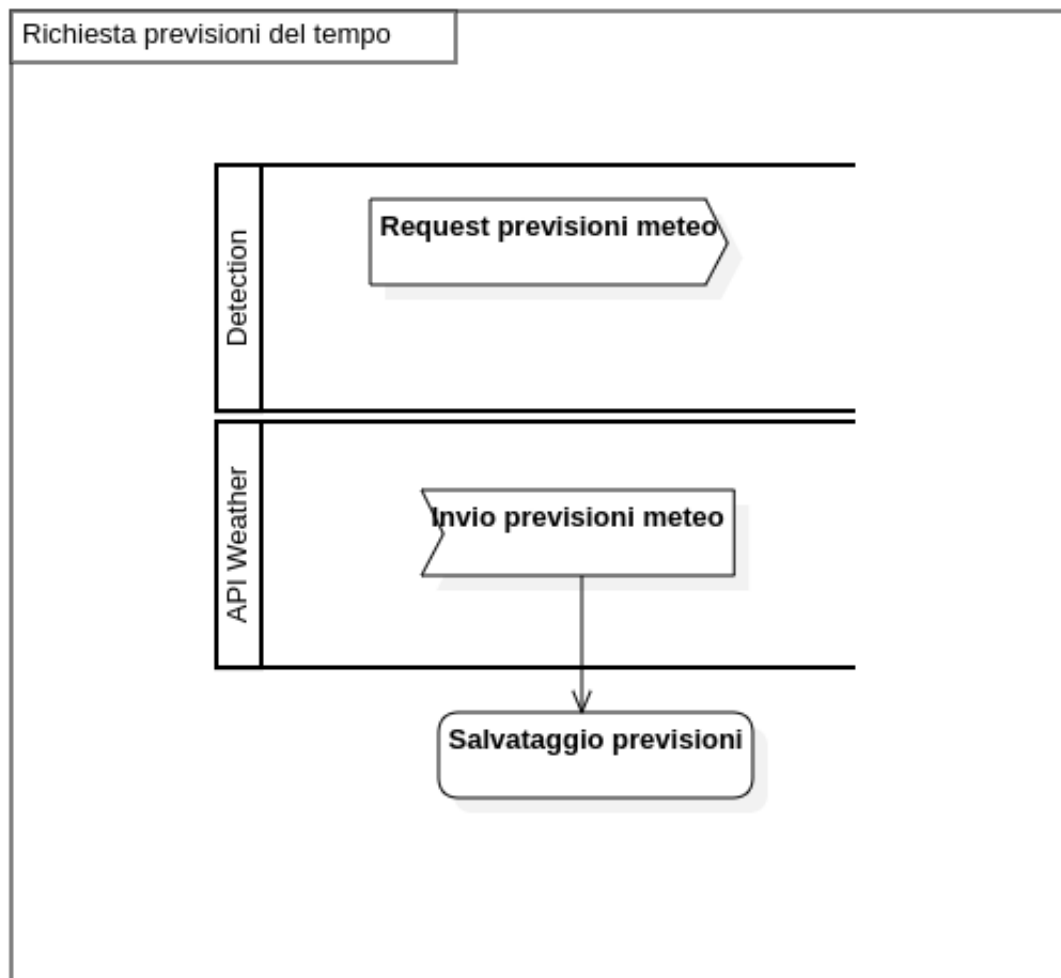 Richiesta previsioni del tempo
Detection
Request previsioni meteo
API Weather
Invio previsioni meteo
Salvataggio previsioni